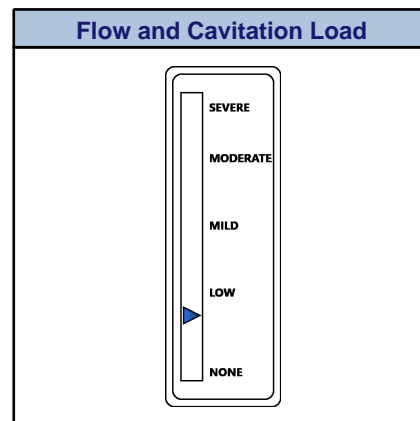 Flow and Cavitation Load
SEVERE
MODERATE
MILD
LOW
NONE